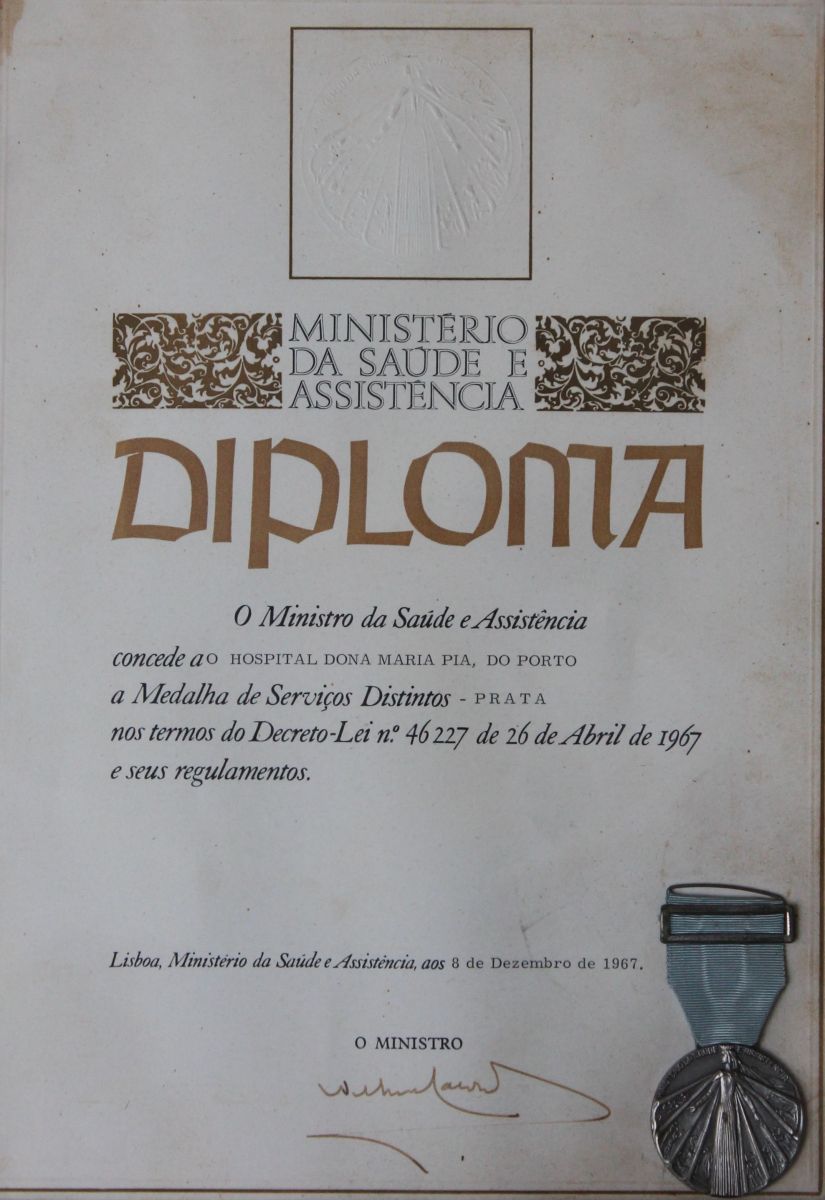 MINISTÉRIO
DA SAÚDE E
ASSISTÊNCIA
DIPLOMA
O Ministro da Saúde e Assistência
concede aO HOSPITAL DONA MARIA PIA, DO PORTO
a Medalha de Serviços Distintos - PRATA
nos termos do Decreto-Lei n.º 46 227 de 26 de Abril de 1967
e seus regulamentos.
Lisboa, Ministério da Saúde e Assistência, aos 8 de Dezembro de 1967.
O MINISTRO